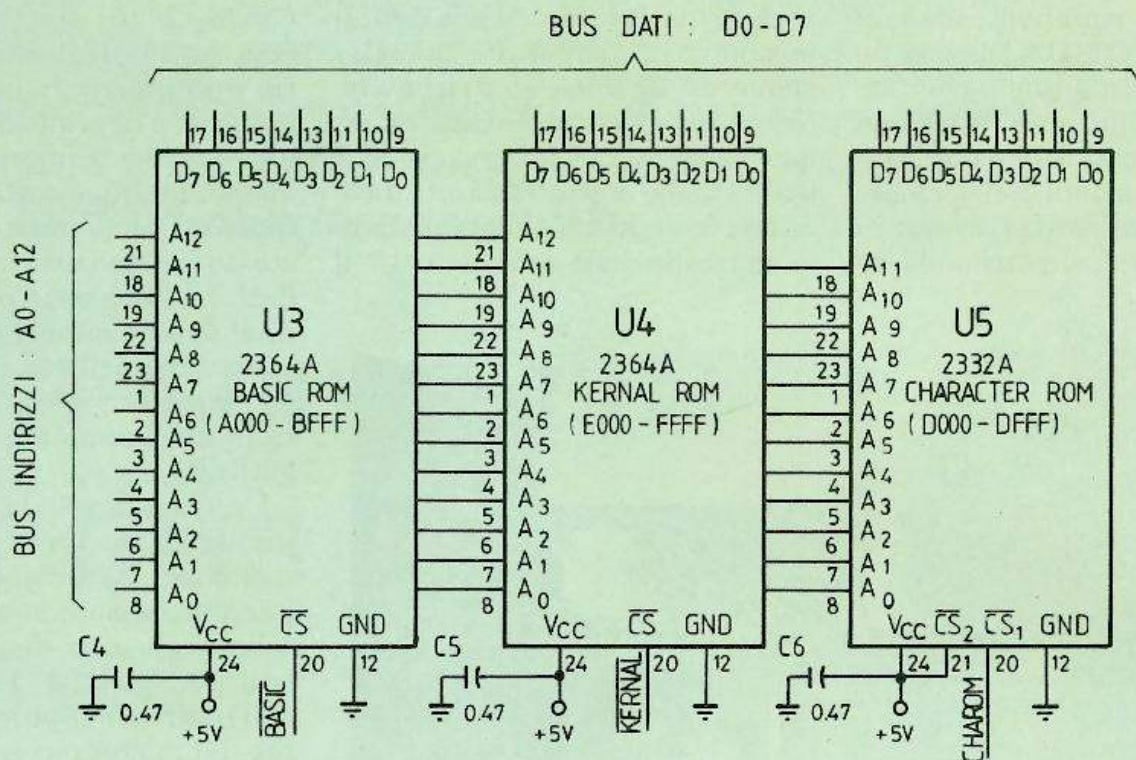 BUS DATI : D0-D7
17 16 15 14 13 11 10 9
17 16 15 14 13 11 10 9
17 16 15 14 13 11 10 9
D7 D6 D5 D4 D3 D2 D1 D0
D7 D6 D5 D4 D3 D2 D1 D0
D7 D6 D5 D4 D3 D2 D1 D0
BUS INDIRIZZI : A0-A12
21 A12
18 A11
19 A10
22 A9
23 A8
1 A7
2 A6
3 A5
4 A4
5 A3
6 A2
7 A1
8 A0
U3
2364A
BASIC ROM
(A000-BFFF)
VCC CS GND
24 20 12
C4
0.47
+5V
BASIC
21 A12
18 A11
19 A10
22 A9
23 A8
1 A7
2 A6
3 A5
4 A4
5 A3
6 A2
7 A1
8 A0
U4
2364A
KERNAL ROM
(E000-FFFF)
VCC CS GND
24 20 12
C5
0.47
+5V
KERNAL
18 A11
19 A10
22 A9
23 A8
1 A7
2 A6
3 A5
4 A4
5 A3
6 A2
7 A1
8 A0
U5
2332A
CHARACTER ROM
(D000-DFFF)
VCC CS2 CS1 GND
24 21 20 12
C6
0.47
+5V
CHAROM